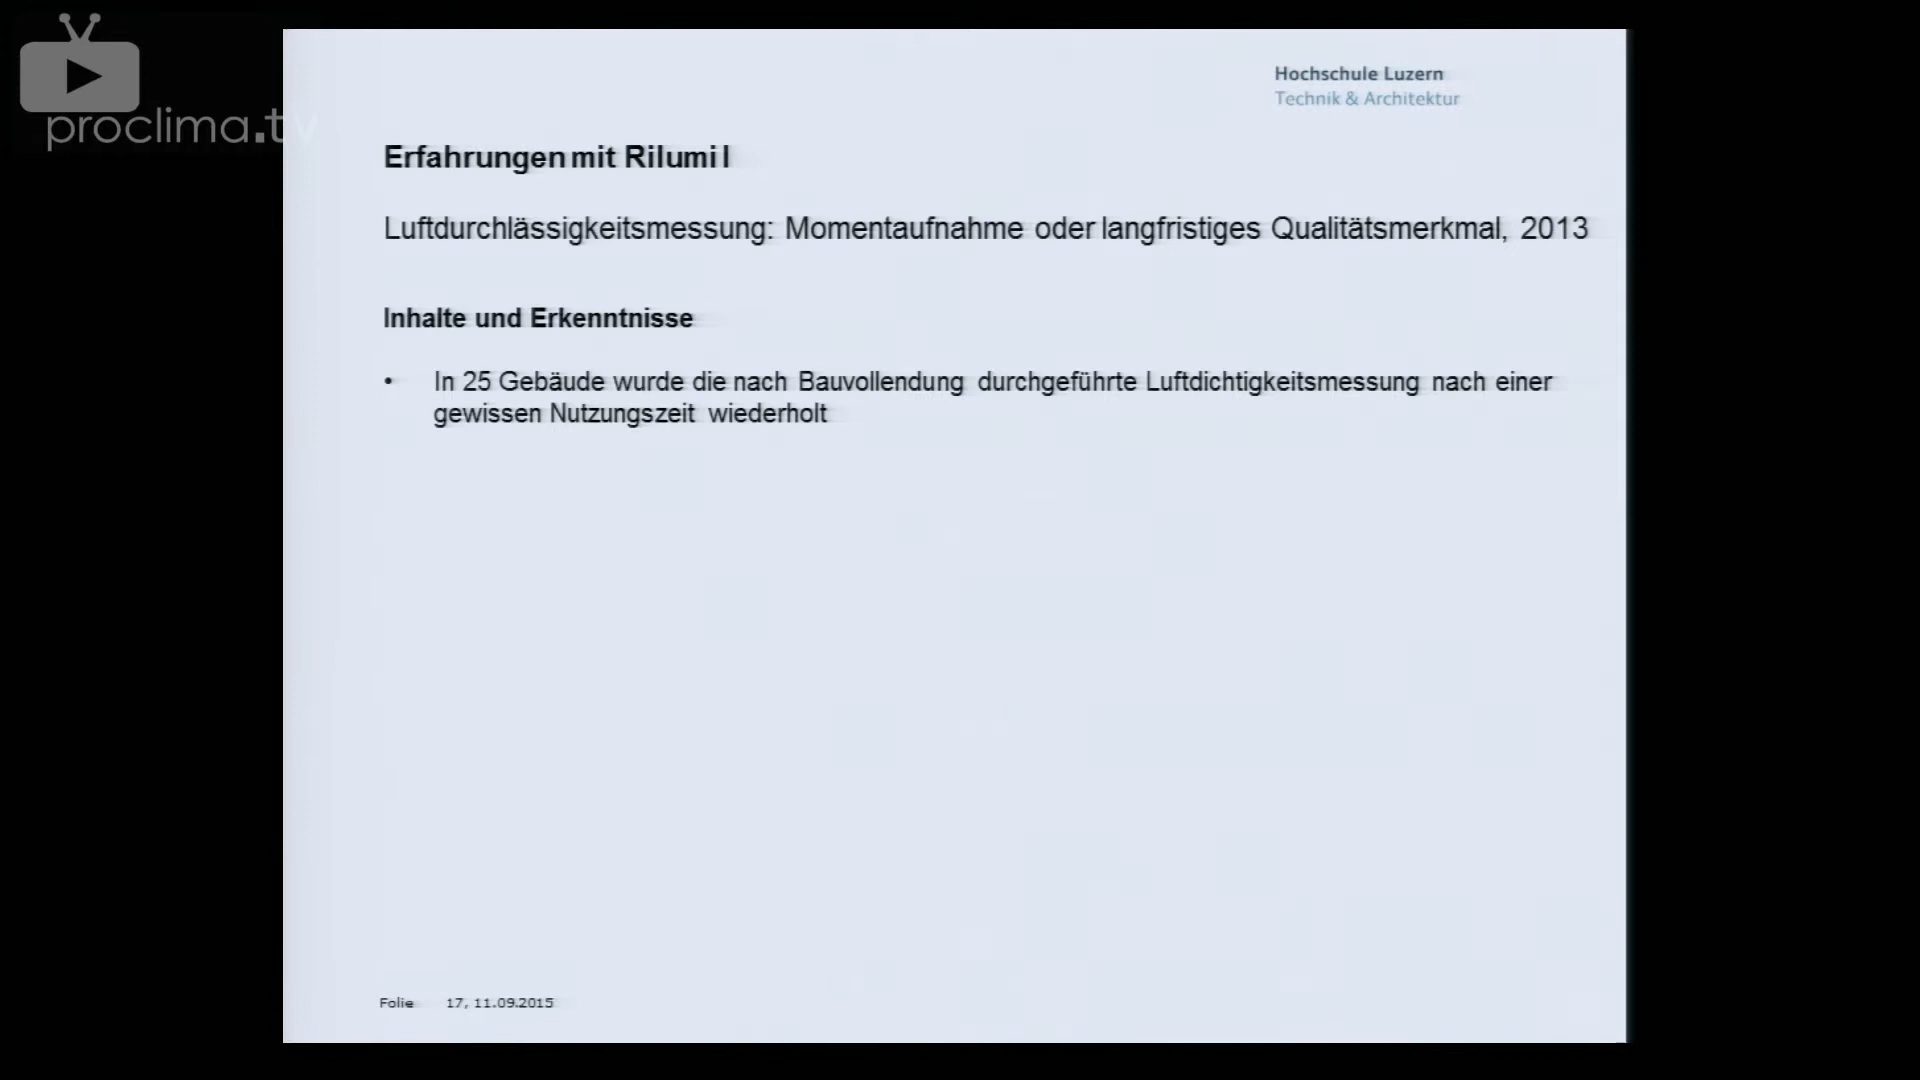 proclima.tv
Hochschule Luzern
Technik & Architektur
Erfahrungen mit Rilumi I
Luftdurchlässigkeitsmessung: Momentaufnahme oder langfristiges Qualitätsmerkmal, 2013
Inhalte und Erkenntnisse
• In 25 Gebäude wurde die nach Bauvollendung durchgeführte Luftdichtigkeitsmessung nach einer
gewissen Nutzungszeit wiederholt
Folie 17, 11.09.2015